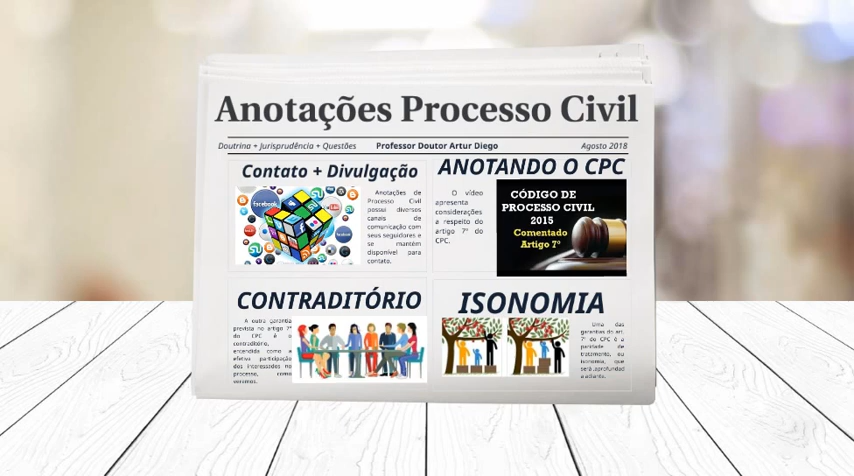 Anotações Processo Civil
Doutrina + Jurisprudência + Questões Professor Doutor Artur Diego Agosto 2018
Contato + Divulgação
facebook
Anotações de
Processo Civil
possui diversos
canais de
comunicação com
seus seguidores e
se mantém
disponível para
contato.
ANOTANDO O CPC
O vídeo
apresenta
considerações
a respeito do
artigo 7º do
CPC.
CÓDIGO DE
PROCESSO CIVIL
2015
Comentado
Artigo 7º
CONTRADITÓRIO
A outra garantia
prevista no artigo 7º
do CPC é o
contraditório,
entendida como a
efetiva participação
dos interessados no
processo, como
veremos.
ISONOMIA
Uma das
garantias do art.
7º do CPC é a
paridade de
tratamento, ou
isonomia, que
será aprofundad
a adiante.